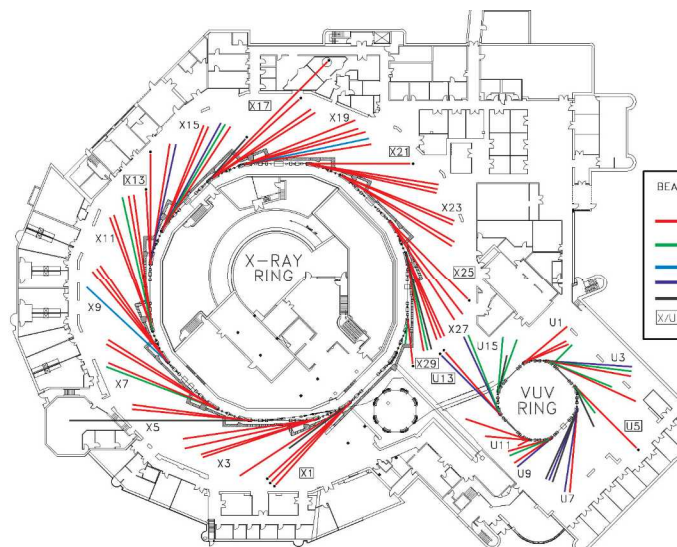 X17
X19
X15
X21
X13
X23
X11
X-RAY
RING
X25
X9
X27
U1
U15
U3
X29
U13
X7
VUV
RING
X5
U5
U11
X3
X1
U9
U7
BEA
X/U